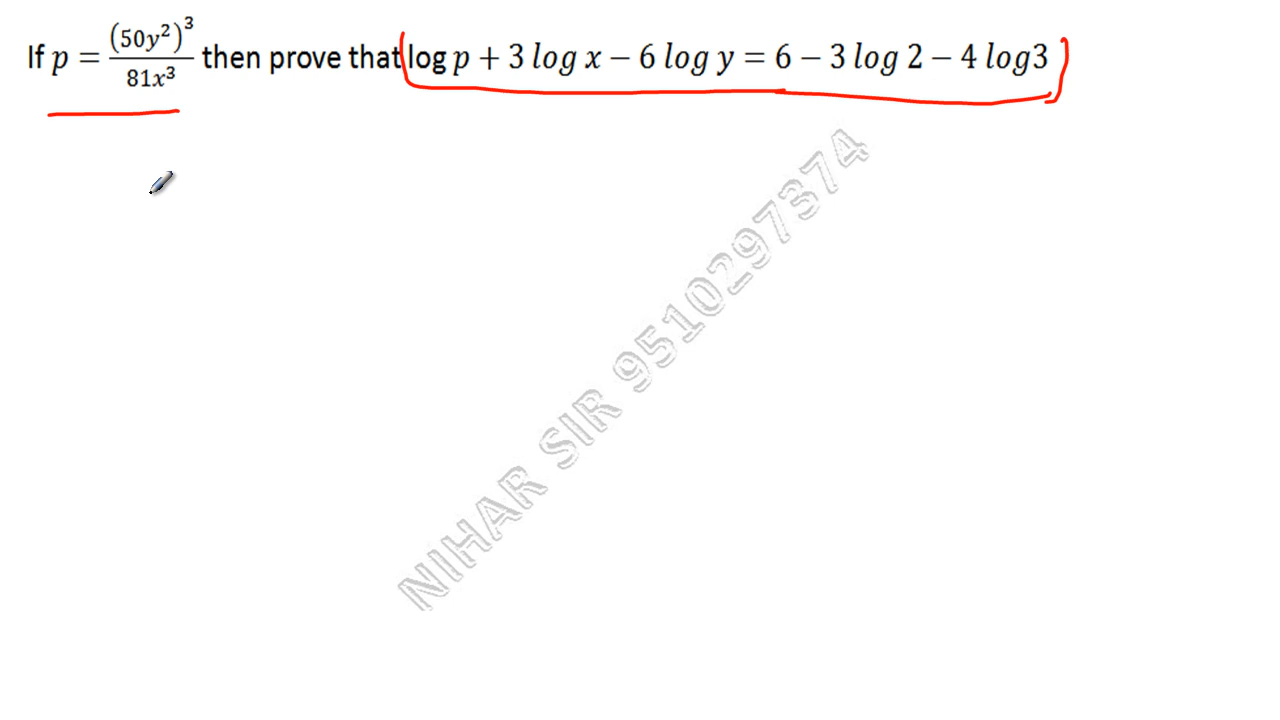 If p = (50y²)³ / 81x³ then prove that log p + 3 log x − 6 log y = 6 − 3 log 2 − 4 log3
NIHAR SIR 9510297374